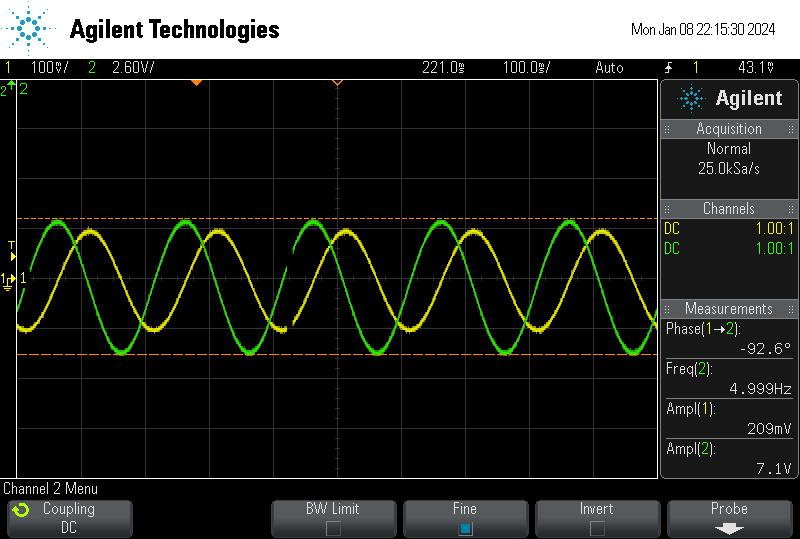 Agilent Technologies
Mon Jan 08 22:15:30 2024
1 100mV/ 2 2.60V/ 221.0ms 100.0ms/ Auto 1 43.1mV
2 2
Agilent
Acquisition
Normal
25.0kSa/s
Channels
DC 1.00:1
DC 1.00:1
T
1 1
Measurements
Phase(1→2):
-92.6°
Freq(2):
4.999Hz
Ampl(1):
209mV
Ampl(2):
7.1V
Channel 2 Menu
Coupling
DC
BW Limit
Fine
Invert
Probe